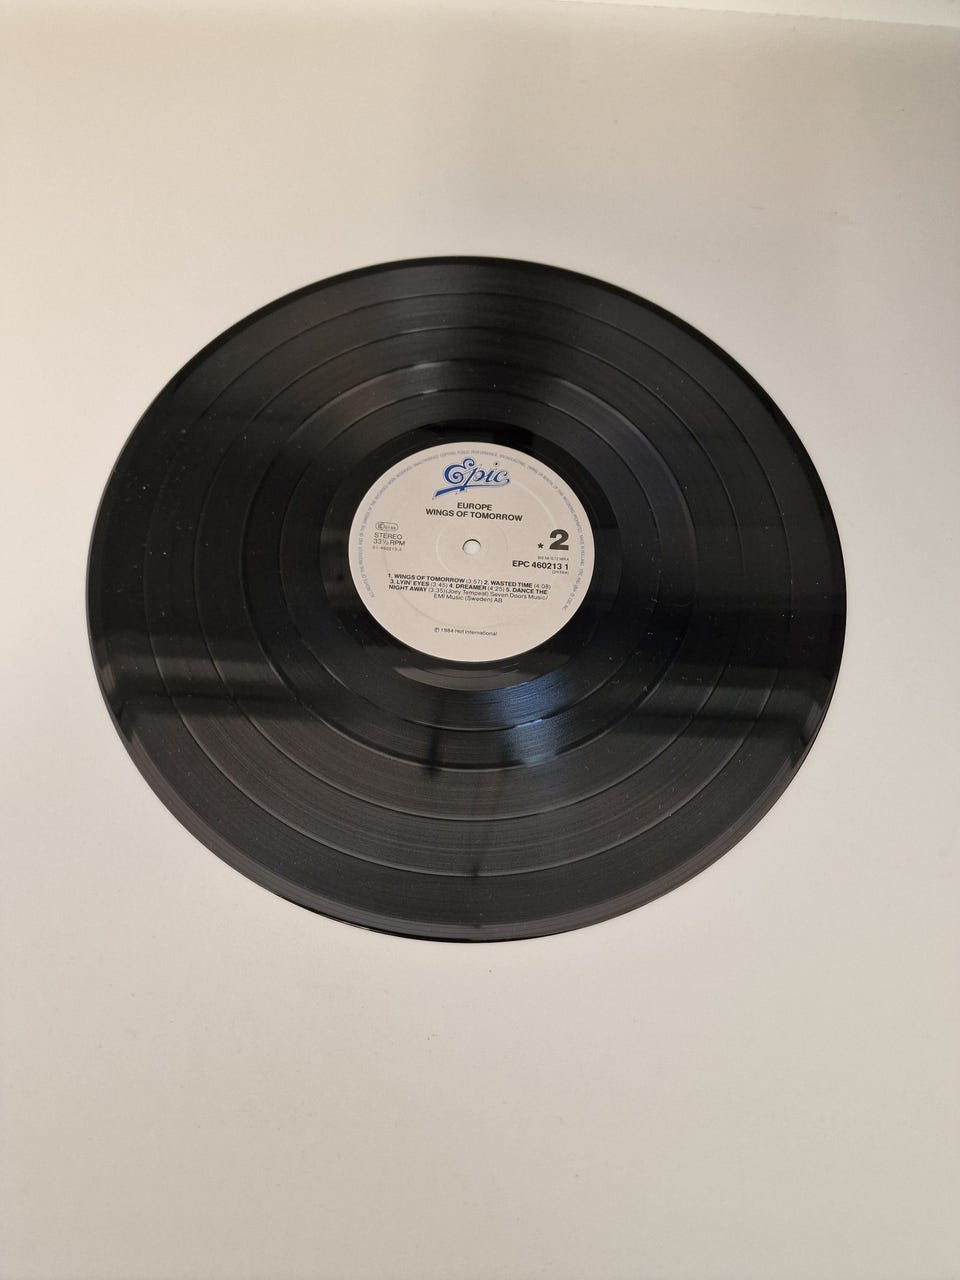 Epic
EUROPE
WINGS OF TOMORROW
STEREO
33⅓ RPM
★ 2
BIEM/STEMRA
EPC 460213 1
1. WINGS OF TOMORROW (3:57) 2. WASTED TIME (4:08)
3. LYIN' EYES (3:45) 4. DREAMER (4:25) 5. DANCE THE
NIGHT AWAY (3:35) (Joey Tempest) Seven Doors Music/
EMI Music (Sweden) AB
℗ 1984 Hot International